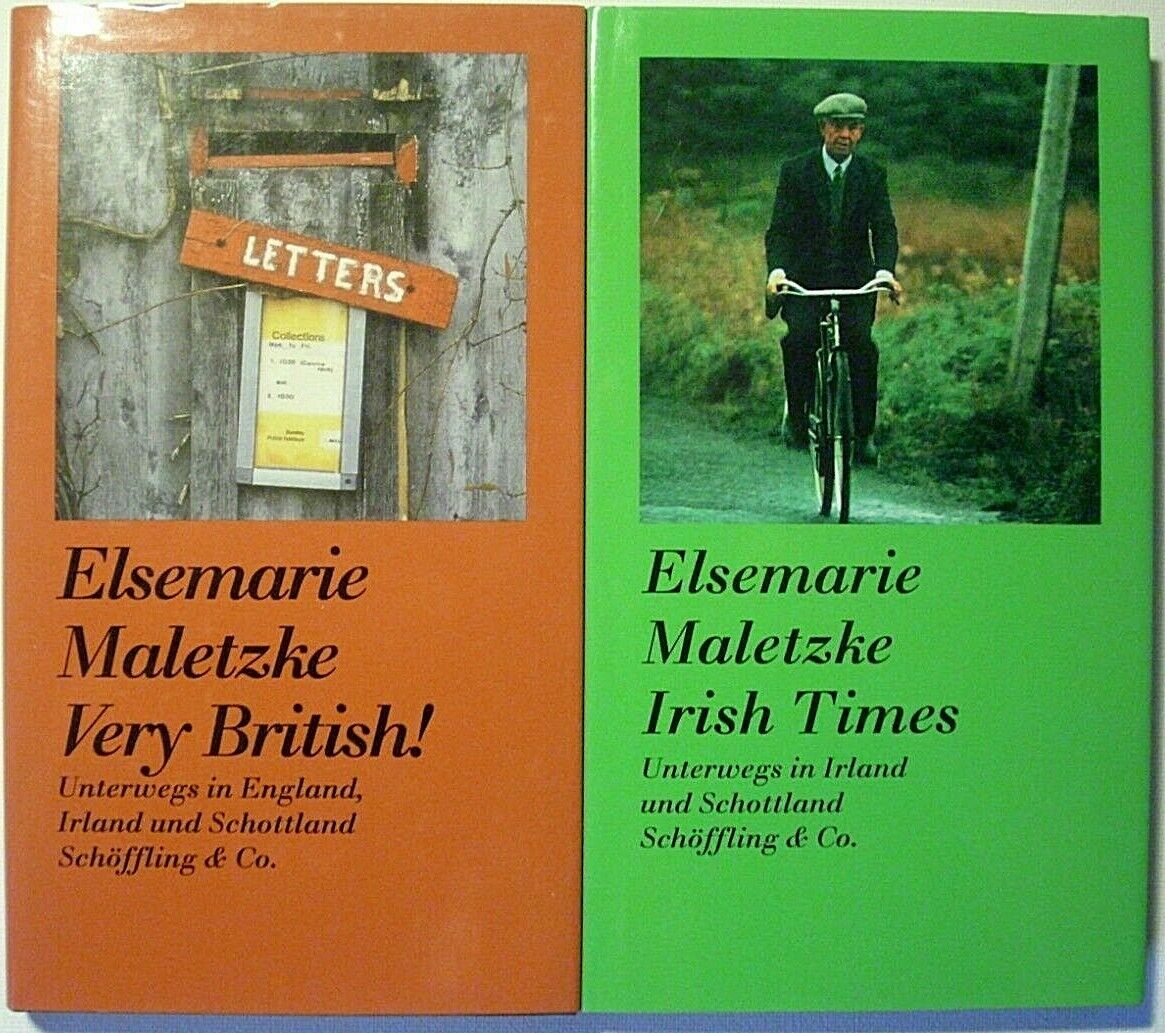 LETTERS
Collections
Elsemarie
Maletzke
Very British!
Unterwegs in England,
Irland und Schottland
Schöffling & Co.
Elsemarie
Maletzke
Irish Times
Unterwegs in Irland
und Schottland
Schöffling & Co.